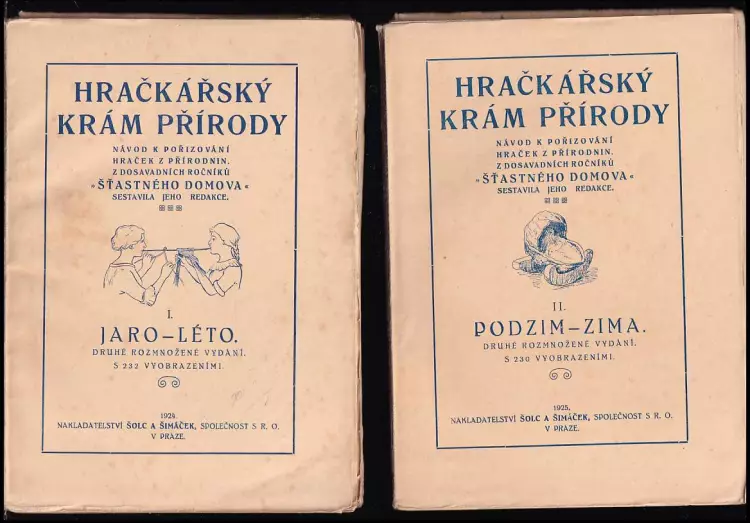 HRAČKÁŘSKÝ
KRÁM PŘÍRODY
NÁVOD K POŘIZOVÁNÍ
HRAČEK Z PŘÍRODNIN.
Z DOSAVADNÍCH ROČNÍKŮ
»ŠŤASTNÉHO DOMOVA«
SESTAVILA JEHO REDAKCE.
I.
JARO–LÉTO.
DRUHÉ ROZMNOŽENÉ VYDÁNÍ.
S 232 VYOBRAZENÍMI.
1924.
NAKLADATELSTVÍ ŠOLC A ŠIMÁČEK, SPOLEČNOST S R. O.
V PRAZE.
HRAČKÁŘSKÝ
KRÁM PŘÍRODY
NÁVOD K POŘIZOVÁNÍ
HRAČEK Z PŘÍRODNIN.
Z DOSAVADNÍCH ROČNÍKŮ
»ŠŤASTNÉHO DOMOVA«
SESTAVILA JEHO REDAKCE.
II.
PODZIM–ZIMA.
DRUHÉ ROZMNOŽENÉ VYDÁNÍ.
S 230 VYOBRAZENÍMI.
1925.
NAKLADATELSTVÍ ŠOLC A ŠIMÁČEK, SPOLEČNOST S R. O.
V PRAZE.